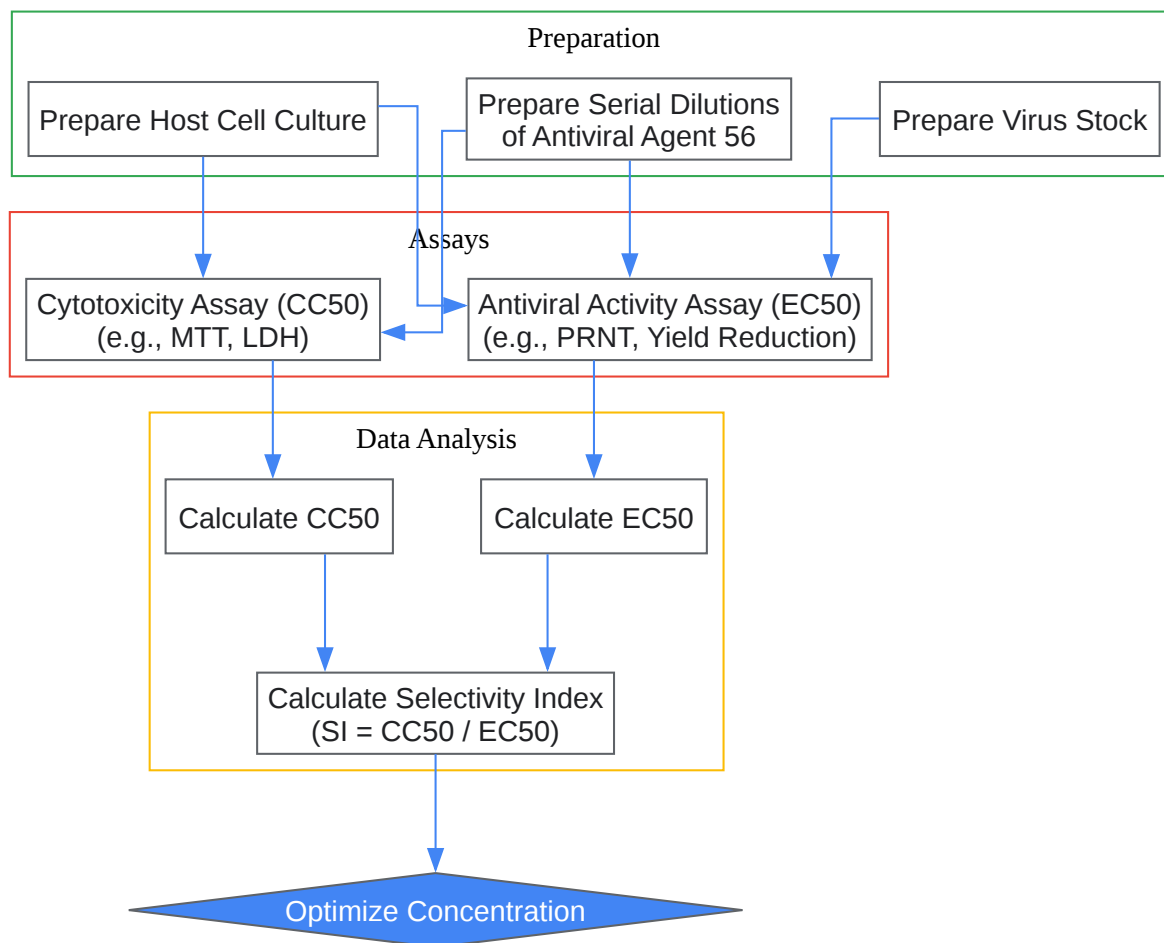 Preparation
Prepare Host Cell Culture
Prepare Serial Dilutions
of Antiviral Agent 56
Prepare Virus Stock
Assays
Cytotoxicity Assay (CC50)
(e.g., MTT, LDH)
Antiviral Activity Assay (EC50)
(e.g., PRNT, Yield Reduction)
Data Analysis
Calculate CC50
Calculate EC50
Calculate Selectivity Index
(SI = CC50 / EC50)
Optimize Concentration